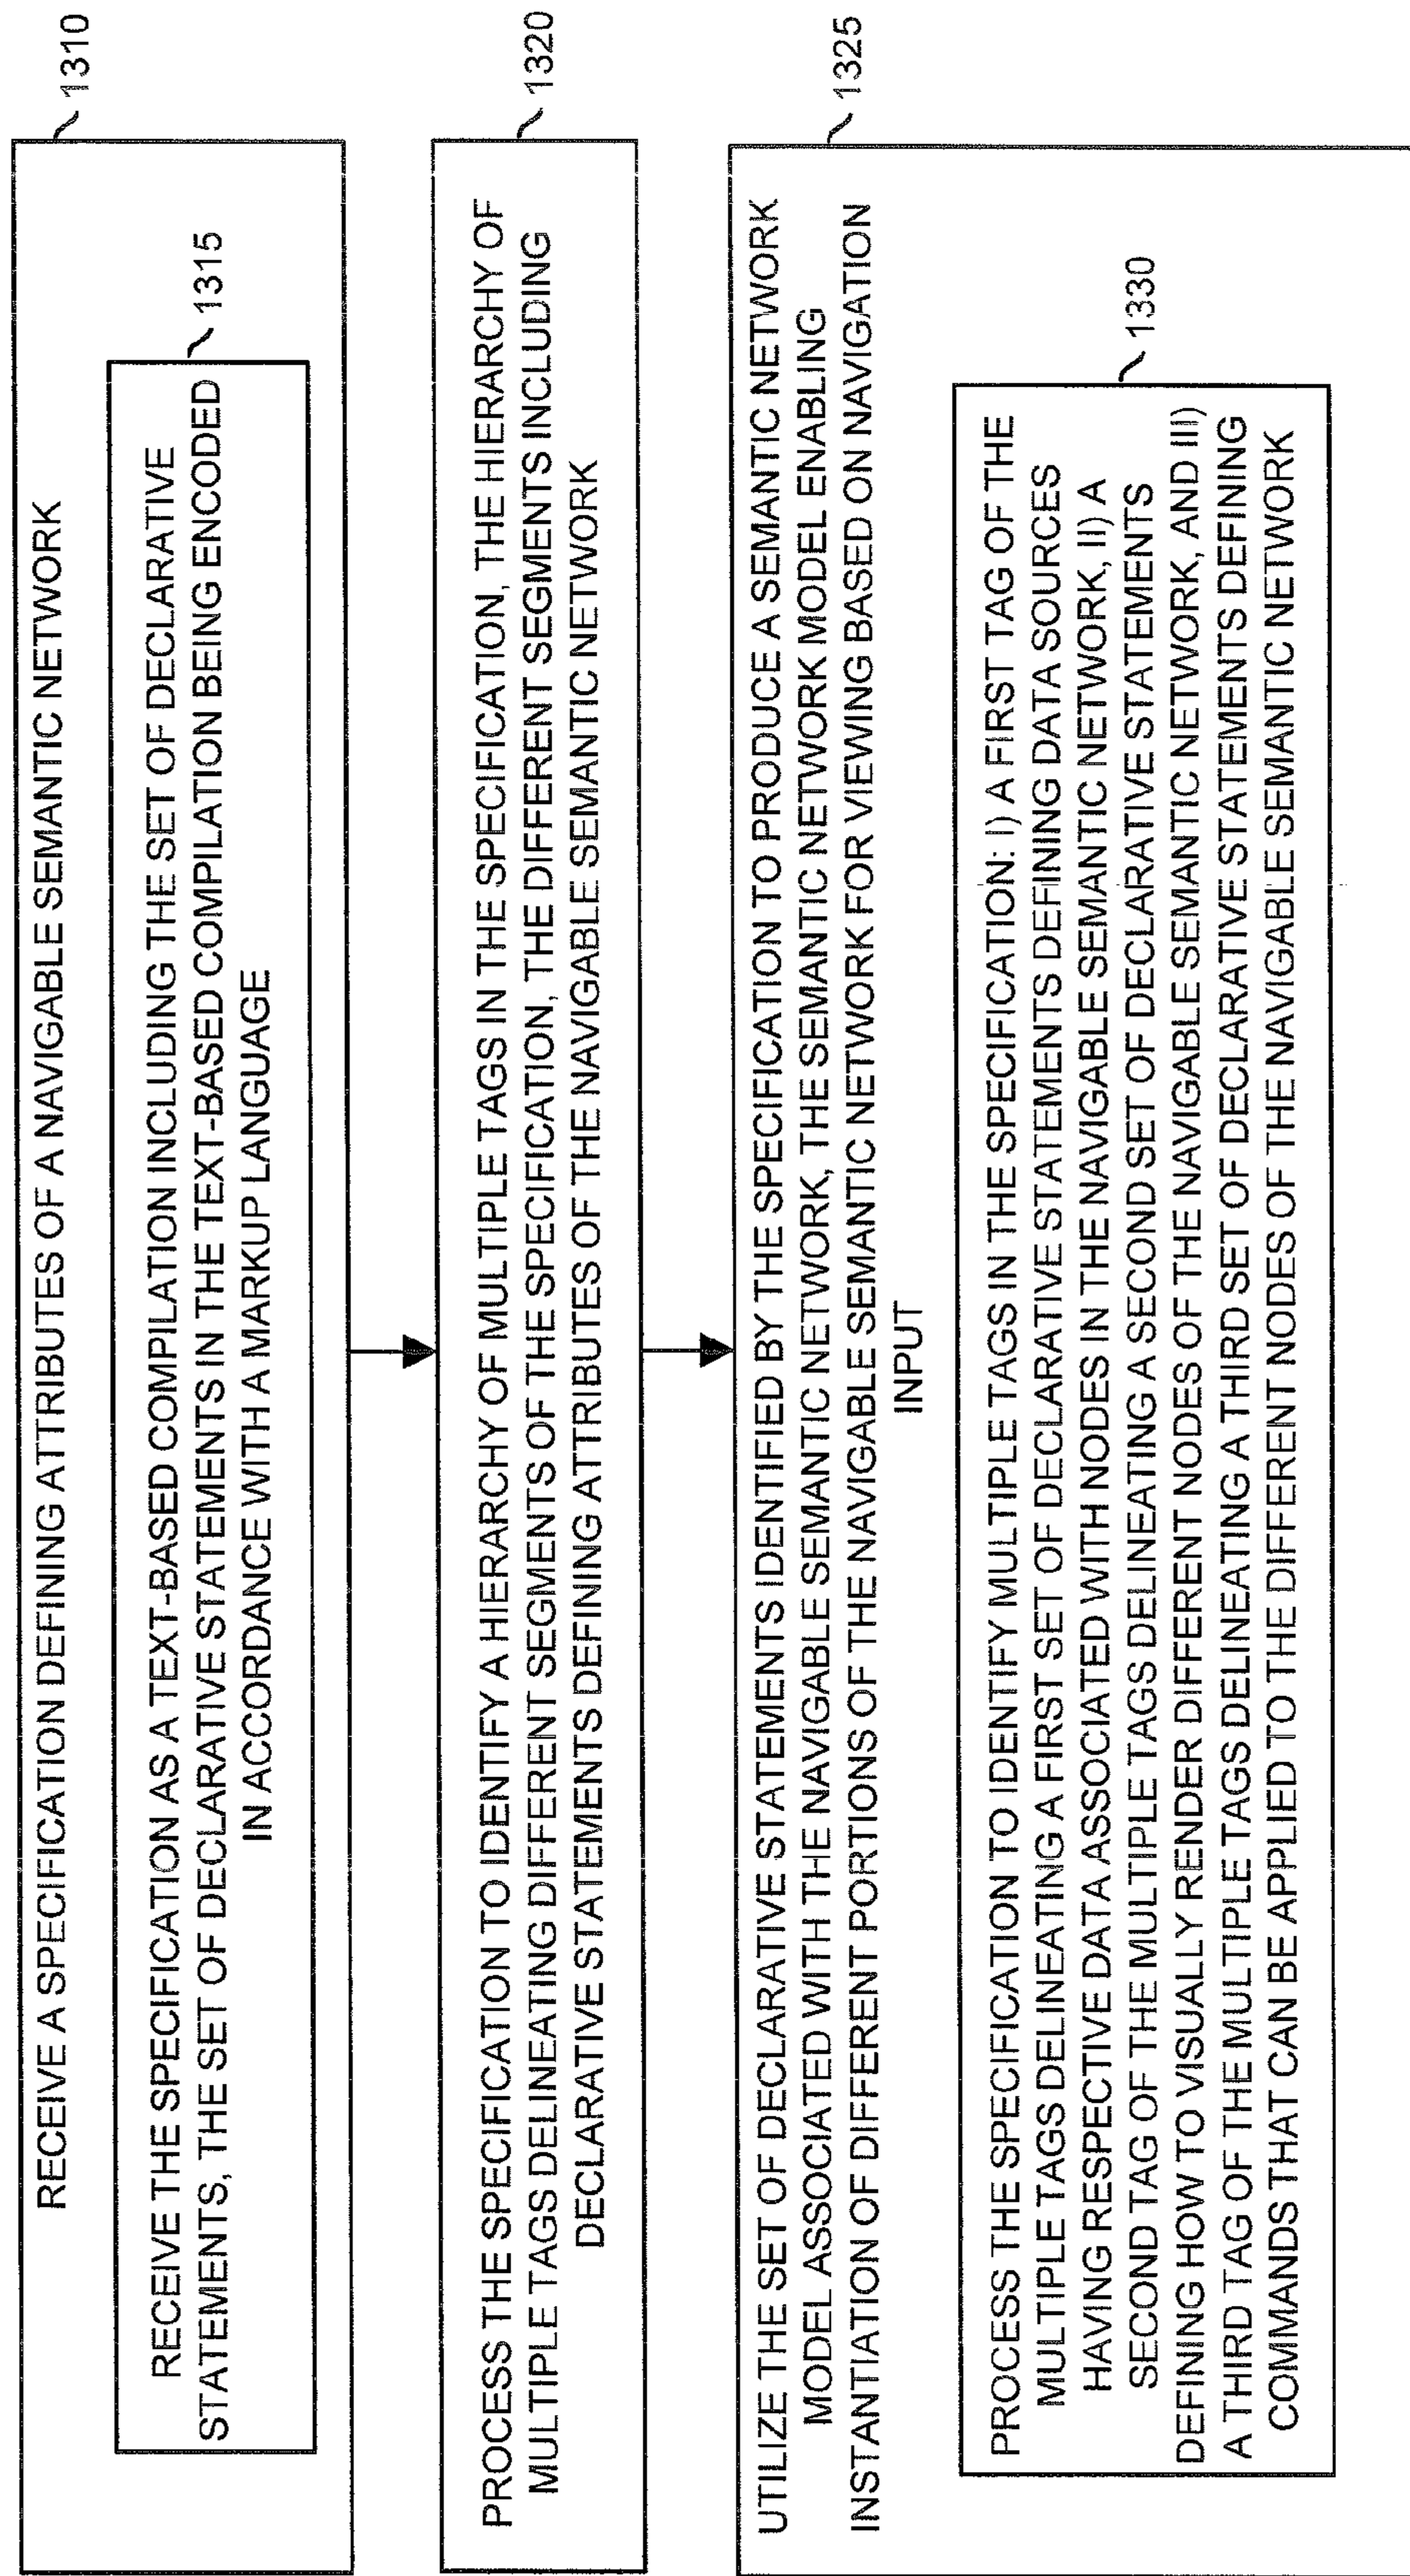 RECEIVE A SPECIFICATION DEFINING ATTRIBUTES OF A NAVIGABLE SEMANTIC NETWORK
1310
RECEIVE THE SPECIFICATION AS A TEXT-BASED COMPILATION INCLUDING THE SET OF DECLARATIVE
STATEMENTS, THE SET OF DECLARATIVE STATEMENTS IN THE TEXT-BASED COMPILATION BEING ENCODED
IN ACCORDANCE WITH A MARKUP LANGUAGE
1315
PROCESS THE SPECIFICATION TO IDENTIFY A HIERARCHY OF MULTIPLE TAGS IN THE SPECIFICATION, THE HIERARCHY OF
MULTIPLE TAGS DELINEATING DIFFERENT SEGMENTS OF THE SPECIFICATION, THE DIFFERENT SEGMENTS INCLUDING
DECLARATIVE STATEMENTS DEFINING ATTRIBUTES OF THE NAVIGABLE SEMANTIC NETWORK
1320
UTILIZE THE SET OF DECLARATIVE STATEMENTS IDENTIFIED BY THE SPECIFICATION TO PRODUCE A SEMANTIC NETWORK
MODEL ASSOCIATED WITH THE NAVIGABLE SEMANTIC NETWORK, THE SEMANTIC NETWORK MODEL ENABLING
INSTANTIATION OF DIFFERENT PORTIONS OF THE NAVIGABLE SEMANTIC NETWORK FOR VIEWING BASED ON NAVIGATION
INPUT
1325
PROCESS THE SPECIFICATION TO IDENTIFY MULTIPLE TAGS IN THE SPECIFICATION: I) A FIRST TAG OF THE
MULTIPLE TAGS DELINEATING A FIRST SET OF DECLARATIVE STATEMENTS DEFINING DATA SOURCES
HAVING RESPECTIVE DATA ASSOCIATED WITH NODES IN THE NAVIGABLE SEMANTIC NETWORK, II) A
SECOND TAG OF THE MULTIPLE TAGS DELINEATING A SECOND SET OF DECLARATIVE STATEMENTS
DEFINING HOW TO VISUALLY RENDER DIFFERENT NODES OF THE NAVIGABLE SEMANTIC NETWORK, AND III)
A THIRD TAG OF THE MULTIPLE TAGS DELINEATING A THIRD SET OF DECLARATIVE STATEMENTS DEFINING
COMMANDS THAT CAN BE APPLIED TO THE DIFFERENT NODES OF THE NAVIGABLE SEMANTIC NETWORK
1330